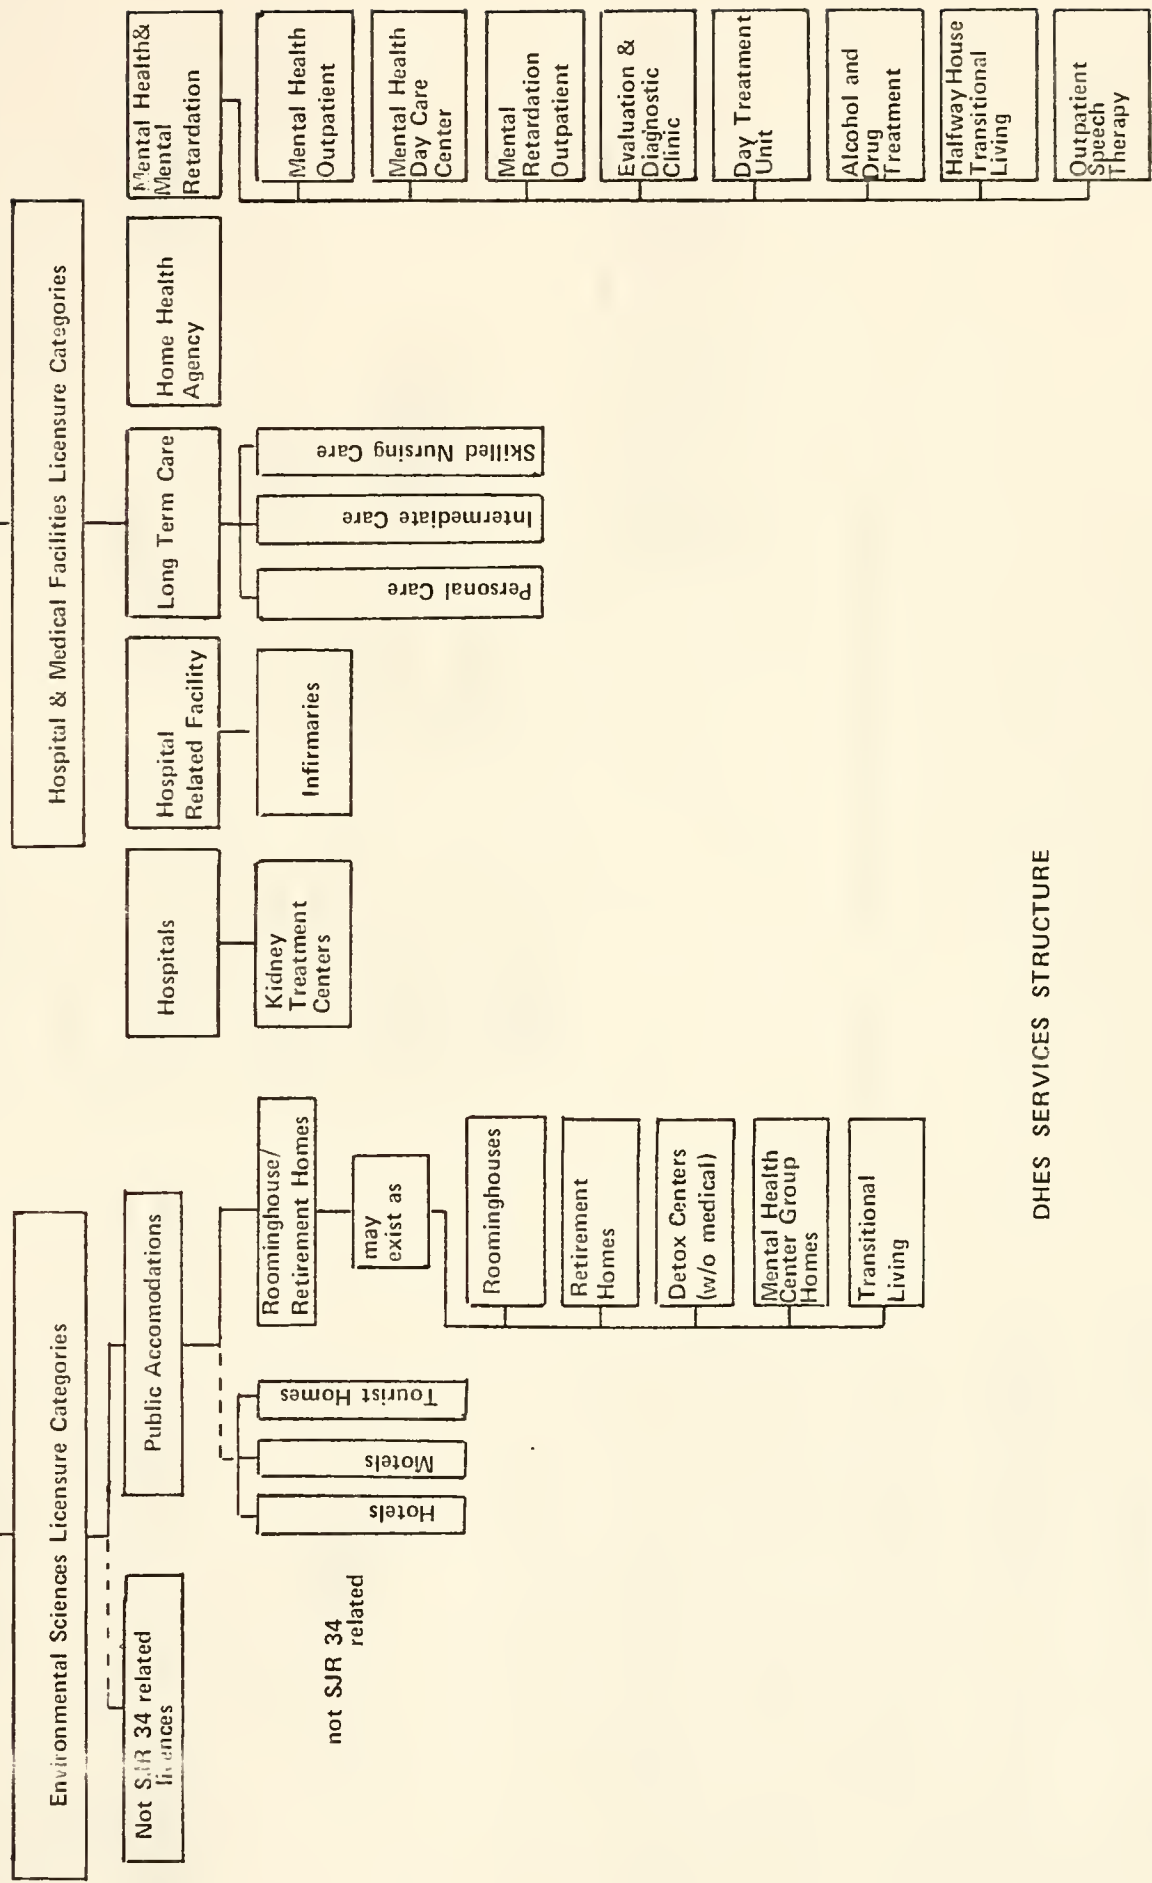 Environmental Sciences Licensure Categories
Not SJR 34 related
licences
Public Accomodations
not SJR 34
related
Hotels
Motels
Tourist Homes
Roominghouse/
Retirement Homes
may
exist as
Roominghouses
Retirement
Homes
Detox Centers
(w/o medical)
Mental Health
Center Group
Homes
Transitional
Living
Hospital & Medical Facilities Licensure Categories
Hospitals
Kidney
Treatment
Centers
Hospital
Related Facility
Infirmaries
Long Term Care
Personal Care
Intermediate Care
Skilled Nursing Care
Home Health
Agency
Mental Health&
Mental
Retardation
Mental Health
Outpatient
Mental Health
Day Care
Center
Mental
Retardation
Outpatient
Evaluation &
Diagnostic
Clinic
Day Treatment
Unit
Alcohol and
Drug
Treatment
Halfway House
Transitional
Living
Outpatient
Speech
Therapy
DHES SERVICES STRUCTURE